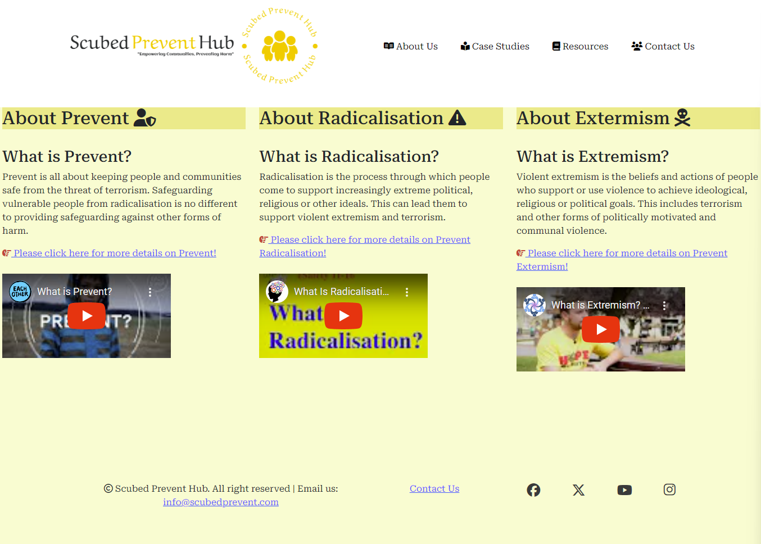 Scubed Prevent Hub
"Empowering Communities, Preventing Harm"
Scubed Prevent Hub
Scubed Prevent Hub
About Us
Case Studies
Resources
Contact Us
About Prevent
What is Prevent?
Prevent is all about keeping people and communities
safe from the threat of terrorism. Safeguarding
vulnerable people from radicalisation is no different
to providing safeguarding against other forms of
harm.
Please click here for more details on Prevent!
EACH
OTHER
What is Prevent?
About Radicalisation
What is Radicalisation?
Radicalisation is the process through which people
come to support increasingly extreme political,
religious or other ideals. This can lead them to
support violent extremism and terrorism.
Please click here for more details on Prevent
Radicalisation!
What Is Radicalisati...
What
Radicalisation?
About Extermism
What is Extremism?
Violent extremism is the beliefs and actions of people
who support or use violence to achieve ideological,
religious or political goals. This includes terrorism
and other forms of politically motivated and
communal violence.
Please click here for more details on Prevent
Extermism!
What is Extremism? ...
© Scubed Prevent Hub. All right reserved | Email us:
info@scubedprevent.com
Contact Us